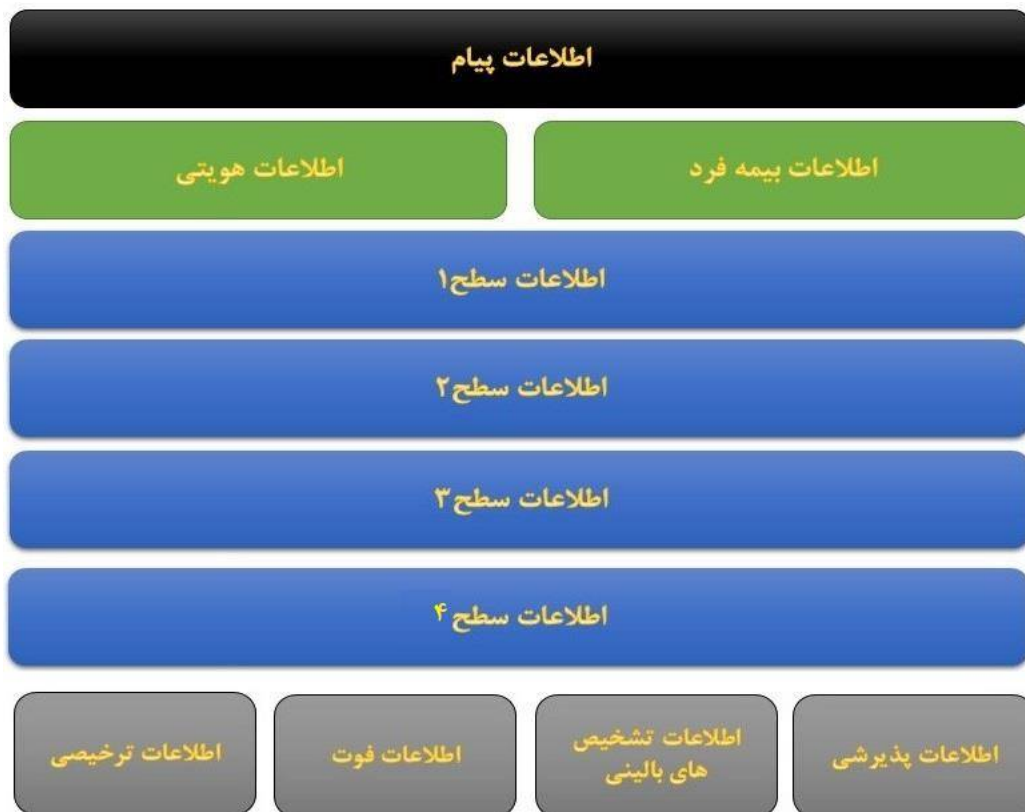 اطلاعات پیام
اطلاعات بیمه فرد
اطلاعات هویتی
اطلاعات سطح۱
اطلاعات سطح۲
اطلاعات سطح۳
اطلاعات سطح ۴
اطلاعات پذیرشی
اطلاعات تشخیص
های بالینی
اطلاعات فوت
اطلاعات ترخیصی